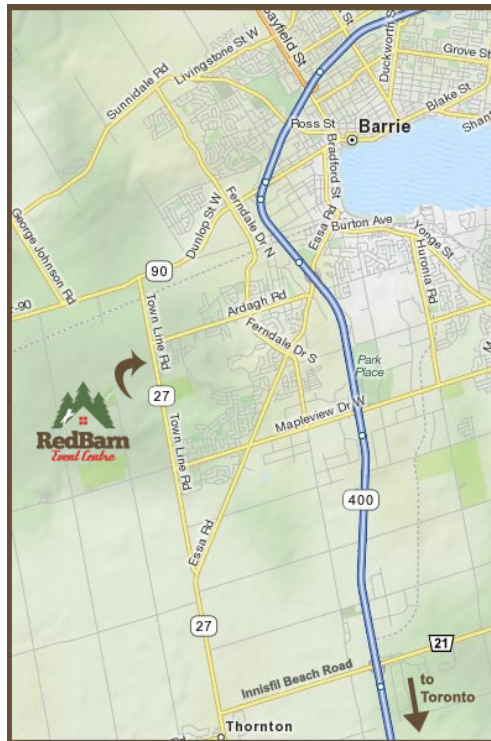 Bayfield St
Livingstone St W
Duckworth St
Grove St
Sunnidale Rd
Blake St
Ross St
Barrie
Bradford St
Ferndale Dr N
Dunlop St W
Essa Rd
Burton Ave
Yonge St
Huronia Rd
George Johnson Rd
90
-90
Town Line Rd
Ardagh Rd
Ferndale Dr S
Park
Place
27
RedBarn
Event Centre
Town Line Rd
Mapleview Dr W
400
Essa Rd
27
21
Innisfil Beach Road
to
Toronto
Thornton
Rd